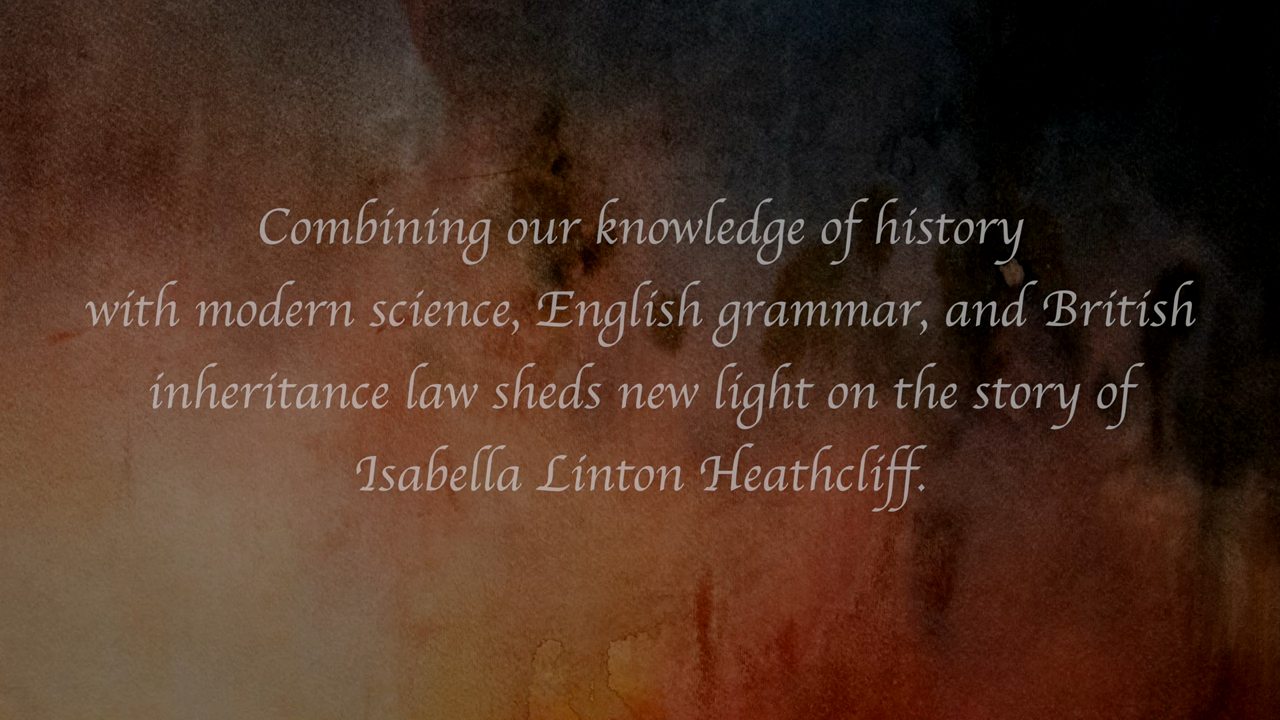 Combining our knowledge of history
with modern science, English grammar, and British
inheritance law sheds new light on the story of
Isabella Linton Heathcliff.